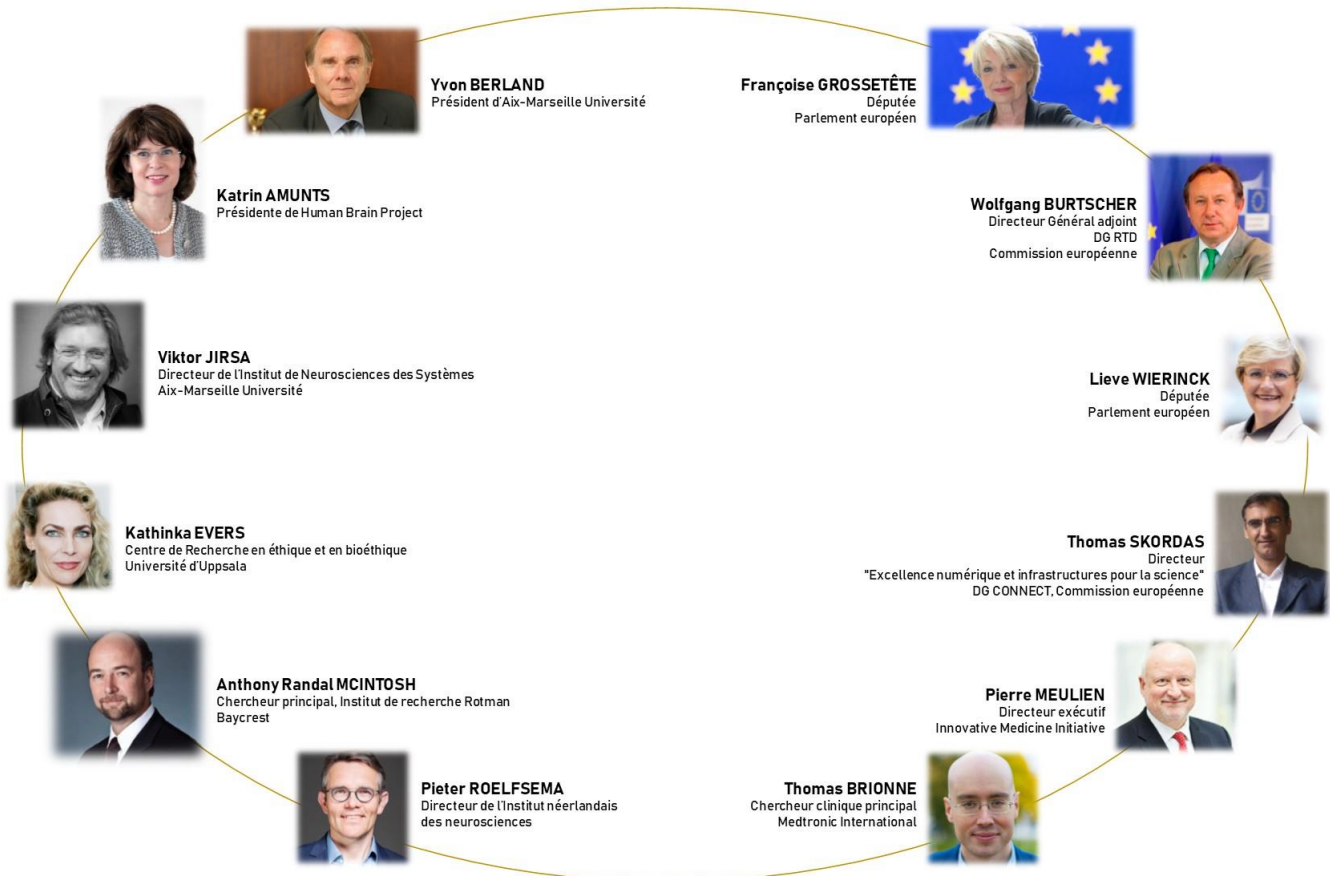 Yvon BERLAND
Président d'Aix-Marseille Université
Françoise GROSSETÊTE
Députée
Parlement européen
Katrin AMUNTS
Présidente de Human Brain Project
Wolfgang BURTSCHER
Directeur Général adjoint
DG RTD
Commission européenne
Viktor JIRSA
Directeur de l'Institut de Neurosciences des Systèmes
Aix-Marseille Université
Lieve WIERINCK
Députée
Parlement européen
Kathinka EVERS
Centre de Recherche en éthique et en bioéthique
Université d'Uppsala
Thomas SKORDAS
Directeur
"Excellence numérique et infrastructures pour la science"
DG CONNECT, Commission européenne
Anthony Randal MCINTOSH
Chercheur principal, Institut de recherche Rotman
Baycrest
Pierre MEULIEN
Directeur exécutif
Innovative Medicine Initiative
Pieter ROELFSEMA
Directeur de l'Institut néerlandais
des neurosciences
Thomas BRIONNE
Chercheur clinique principal
Medtronic International